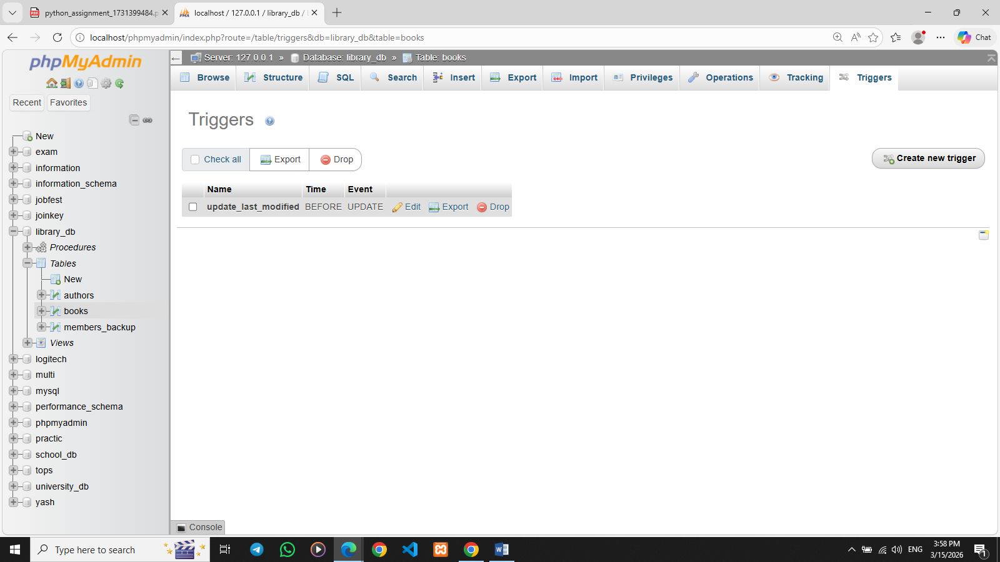 python_assignment_1731399484.p
localhost / 127.0.0.1 / library_db /
localhost/phpmyadmin/index.php?route=/table/triggers&db=library_db&table=books
Chat
phpMyAdmin
Recent
Favorites
New
exam
information
information_schema
jobfest
joinkey
library_db
Procedures
Tables
New
authors
books
members_backup
Views
logitech
multi
mysql
performance_schema
phpmyadmin
practic
school_db
tops
university_db
yash
Server: 127.0.0.1 » Database: library_db » Table: books
Browse Structure SQL Search Insert Export Import Privileges Operations Tracking Triggers
Triggers
Check all Export Drop
Create new trigger
Name Time Event
update_last_modified BEFORE UPDATE Edit Export Drop
Console
Type here to search
ENG
3:58 PM
3/15/2026
1